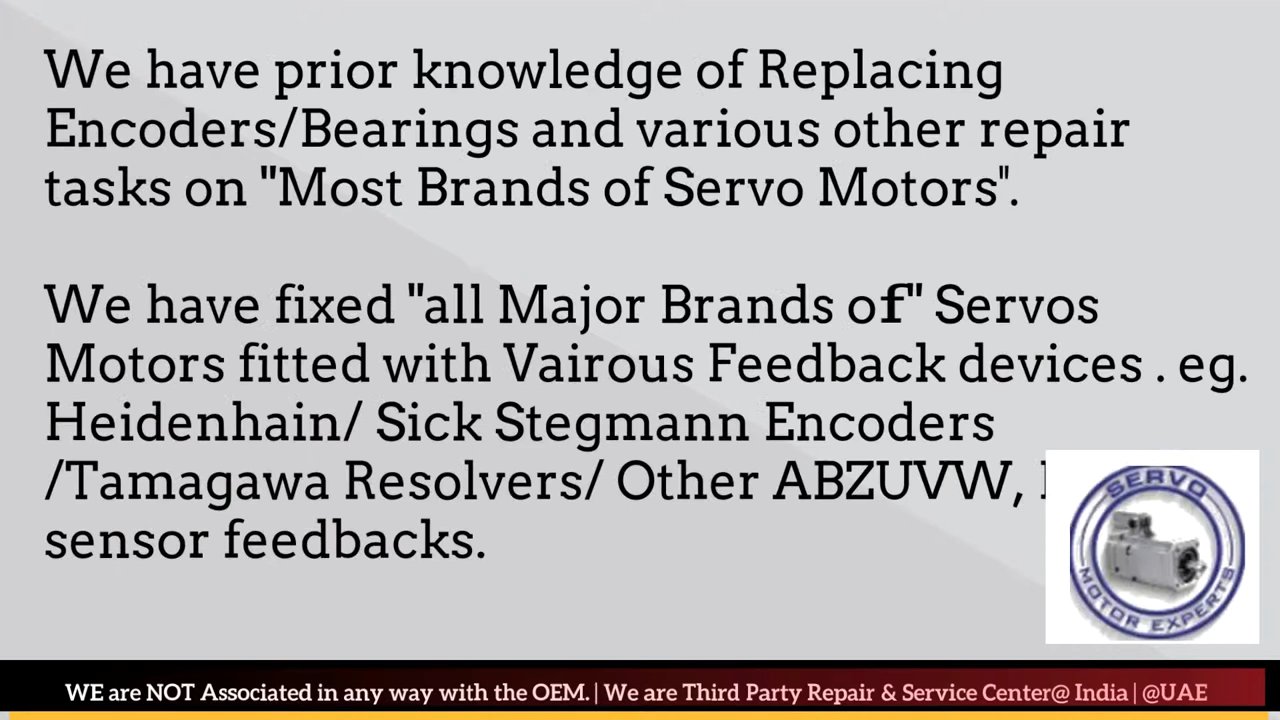 We have prior knowledge of Replacing
Encoders/Bearings and various other repair
tasks on "Most Brands of Servo Motors".
We have fixed "all Major Brands of" Servos
Motors fitted with Vairous Feedback devices . eg.
Heidenhain/ Sick Stegmann Encoders
/Tamagawa Resolvers/ Other ABZUVW,
sensor feedbacks.
SERVO
MOTOR EXPERTS
WE are NOT Associated in any way with the OEM. | We are Third Party Repair & Service Center@ India | @UAE